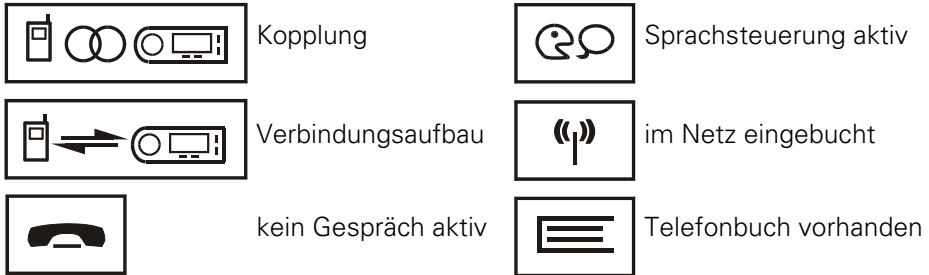 Kopplung
Sprachsteuerung aktiv
Verbindungsaufbau
im Netz eingebucht
kein Gespräch aktiv
Telefonbuch vorhanden